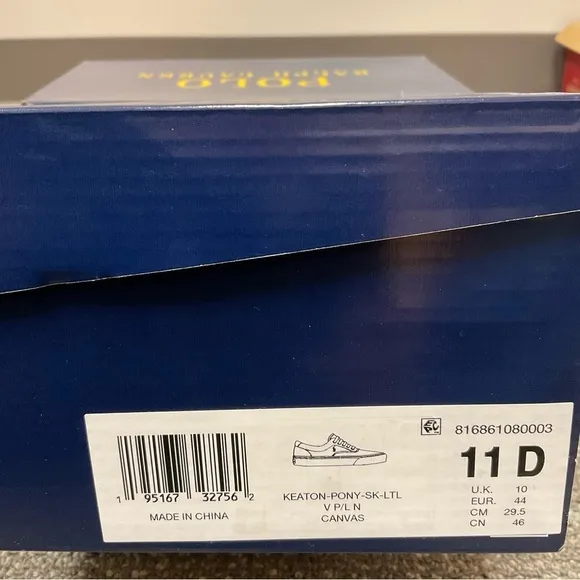 POLO
RALPH LAUREN
816861080003
11 D
U.K. 10
EUR. 44
CM 29.5
CN 46
KEATON-PONY-SK-LTL
V P/L N
CANVAS
1 95167 32756 2
MADE IN CHINA